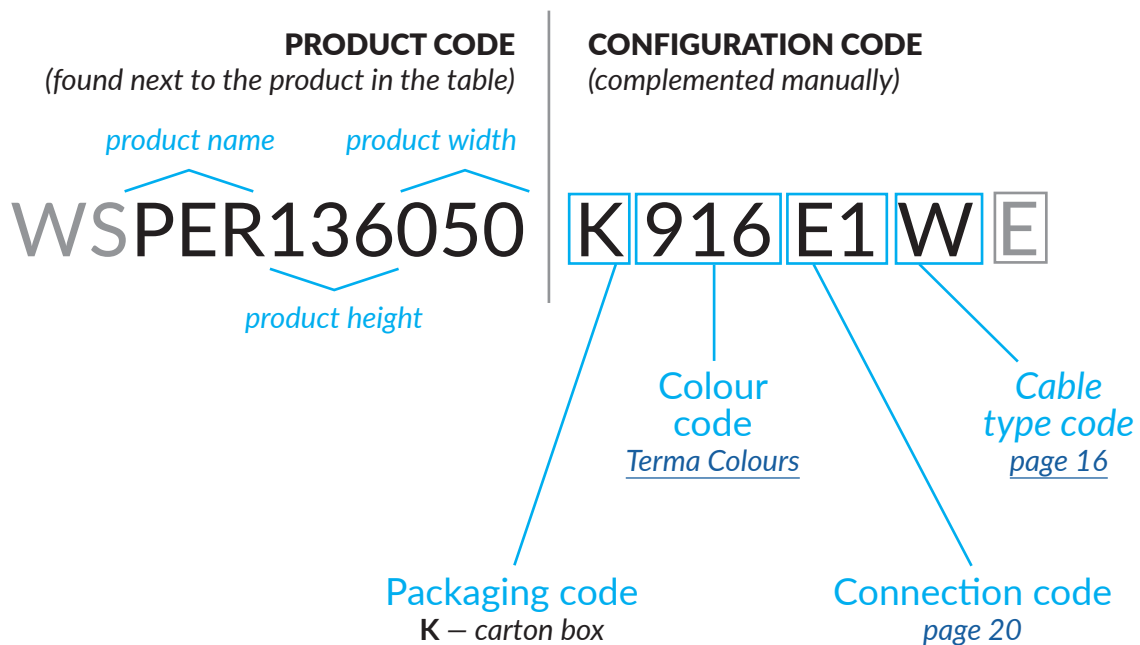 PRODUCT CODE
(found next to the product in the table)
CONFIGURATION CODE
(complemented manually)
product name
product width
WSPER136050 K 916 E1 W E
product height
Colour
code
Terma Colours
Cable
type code
page 16
Packaging code
K – carton box
Connection code
page 20